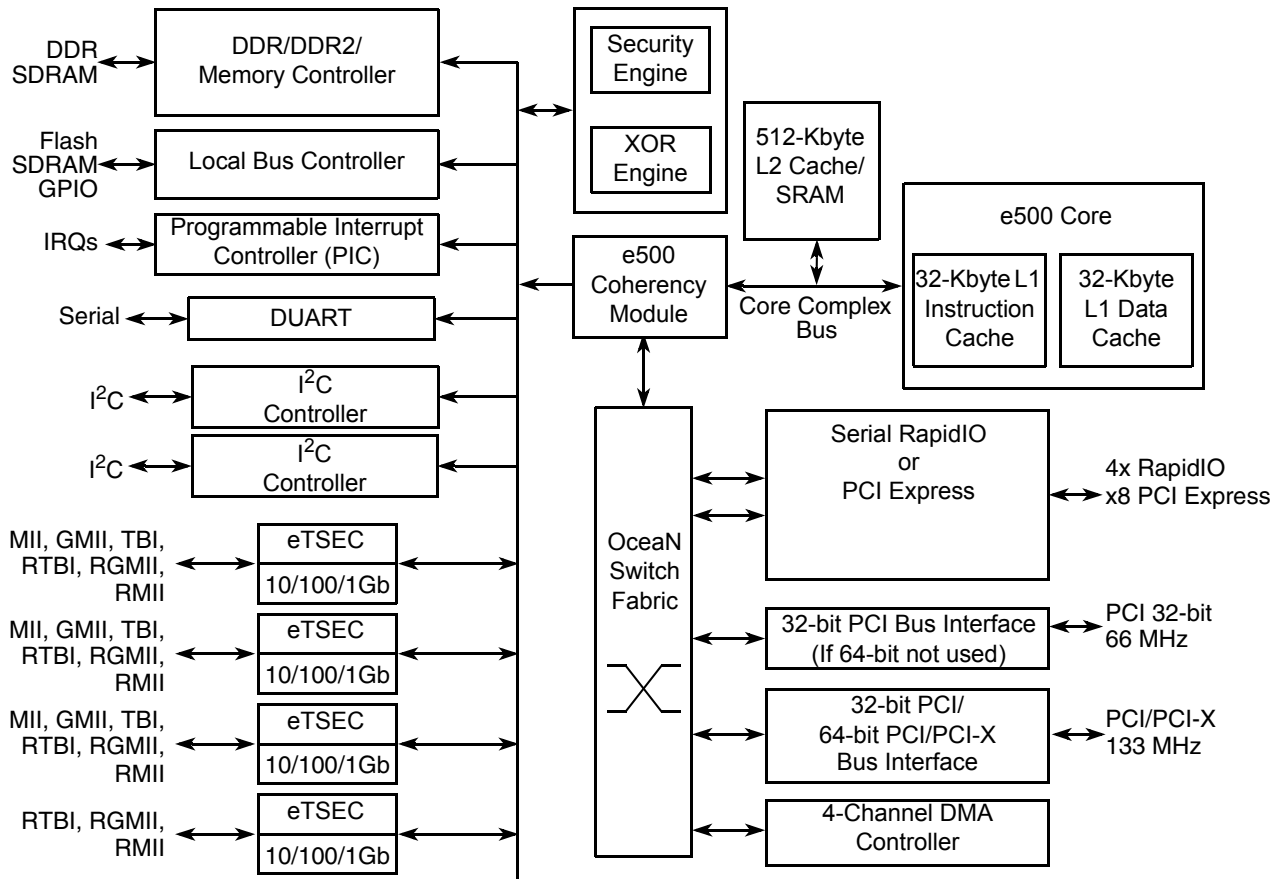 DDR
SDRAM
DDR/DDR2/
Memory Controller
Flash
SDRAM
GPIO
Local Bus Controller
IRQs
Programmable Interrupt
Controller (PIC)
Serial
DUART
I²C
I²C
Controller
I²C
I²C
Controller
MII, GMII, TBI,
RTBI, RGMII,
RMII
eTSEC
10/100/1Gb
MII, GMII, TBI,
RTBI, RGMII,
RMII
eTSEC
10/100/1Gb
MII, GMII, TBI,
RTBI, RGMII,
RMII
eTSEC
10/100/1Gb
RTBI, RGMII,
RMII
eTSEC
10/100/1Gb
Security
Engine
XOR
Engine
512-Kbyte
L2 Cache/
SRAM
e500
Coherency
Module
Core Complex
Bus
e500 Core
32-Kbyte L1
Instruction
Cache
32-Kbyte
L1 Data
Cache
OceaN
Switch
Fabric
Serial RapidIO
or
PCI Express
4x RapidIO
x8 PCI Express
32-bit PCI Bus Interface
(If 64-bit not used)
PCI 32-bit
66 MHz
32-bit PCI/
64-bit PCI/PCI-X
Bus Interface
PCI/PCI-X
133 MHz
4-Channel DMA
Controller